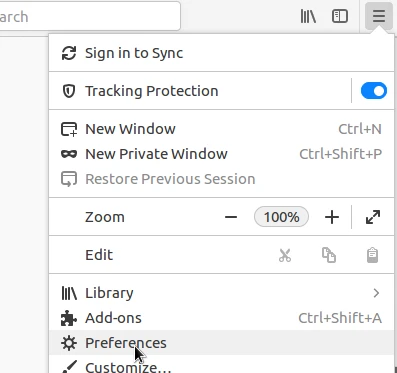 arch
Sign in to Sync
Tracking Protection
New Window Ctrl+N
New Private Window Ctrl+Shift+P
Restore Previous Session
Zoom 100%
Edit
Library
Add-ons Ctrl+Shift+A
Preferences
Customize...